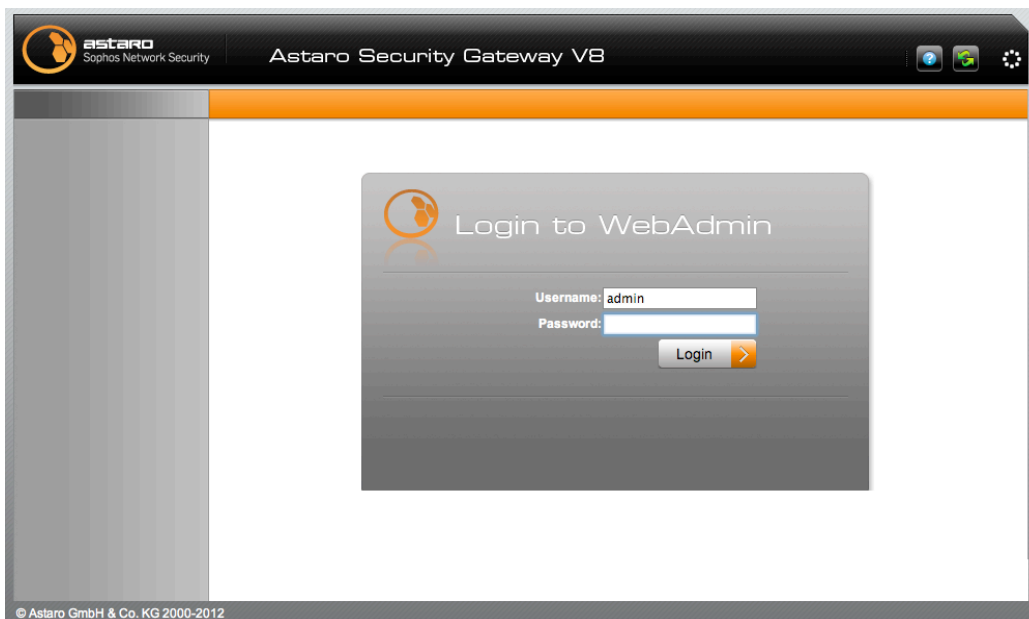 astaro
Sophos Network Security
Astaro Security Gateway V8
Login to WebAdmin
Username: admin
Password:
Login
© Astaro GmbH & Co. KG 2000-2012